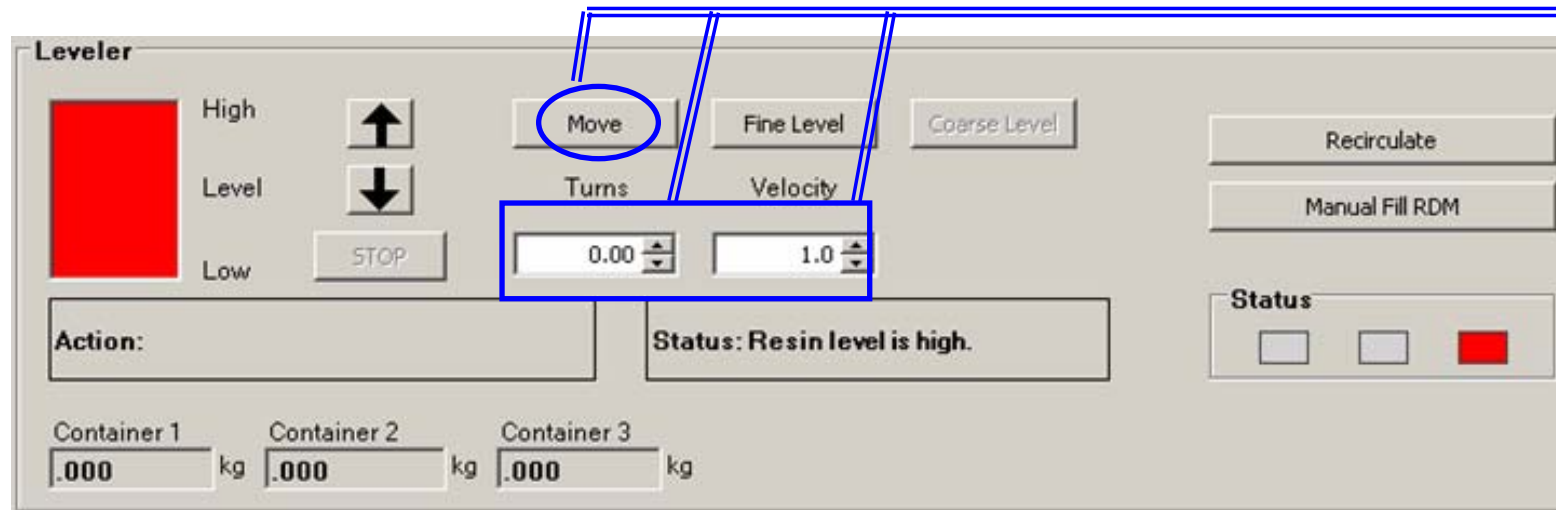 Leveler
High
Level
Low
STOP
Move
Fine Level
Coarse Level
Turns
Velocity
0.00
1.0
Recirculate
Manual Fill RDM
Action:
Status: Resin level is high.
Status
Container 1
Container 2
Container 3
.000 kg
.000 kg
.000 kg